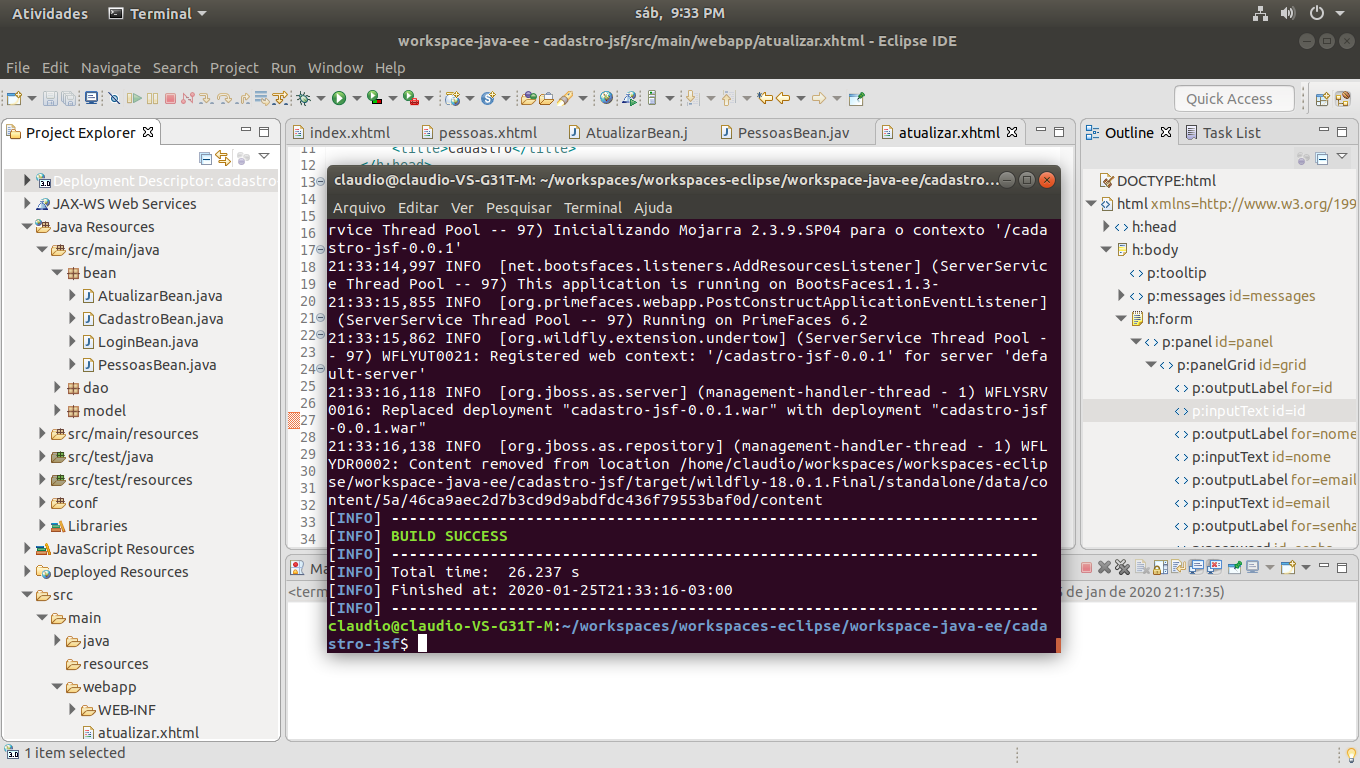 Atividades
Terminal
sáb, 9:33 PM
workspace-java-ee - cadastro-jsf/src/main/webapp/atualizar.xhtml - Eclipse IDE
File Edit Navigate Search Project Run Window Help
Quick Access
Project Explorer
Deployment Descriptor: cadastro
JAX-WS Web Services
Java Resources
src/main/java
bean
AtualizarBean.java
CadastroBean.java
LoginBean.java
PessoasBean.java
dao
model
src/main/resources
src/test/java
src/test/resources
conf
Libraries
JavaScript Resources
Deployed Resources
src
main
java
resources
webapp
WEB-INF
atualizar.xhtml
1 item selected
index.xhtml
pessoas.xhtml
AtualizarBean.j
PessoasBean.jav
atualizar.xhtml
11 <title>Cadastro</title>
12 </h:head>
13
14
15
16
17
18
19
20
21
22
23
24
25
26
27
28
29
30
31
32
33
34
claudio@claudio-VS-G31T-M: ~/workspaces/workspaces-eclipse/workspace-java-ee/cadastro...
Arquivo Editar Ver Pesquisar Terminal Ajuda
rvice Thread Pool -- 97) Inicializando Mojarra 2.3.9.SP04 para o contexto '/cada
stro-jsf-0.0.1'
21:33:14,997 INFO  [net.bootsfaces.listeners.AddResourcesListener] (ServerServic
e Thread Pool -- 97) This application is running on BootsFaces1.1.3-
21:33:15,855 INFO  [org.primefaces.webapp.PostConstructApplicationEventListener]
(ServerService Thread Pool -- 97) Running on PrimeFaces 6.2
21:33:15,862 INFO  [org.wildfly.extension.undertow] (ServerService Thread Pool -
- 97) WFLYUT0021: Registered web context: '/cadastro-jsf-0.0.1' for server 'defa
ult-server'
21:33:16,118 INFO  [org.jboss.as.server] (management-handler-thread - 1) WFLYSRV
0016: Replaced deployment "cadastro-jsf-0.0.1.war" with deployment "cadastro-jsf
-0.0.1.war"
21:33:16,138 INFO  [org.jboss.as.repository] (management-handler-thread - 1) WFL
YDR0002: Content removed from location /home/claudio/workspaces/workspaces-eclip
se/workspace-java-ee/cadastro-jsf/target/wildfly-18.0.1.Final/standalone/data/co
ntent/5a/46ca9aec2d7b3cd9d9abdfdc436f79553baf0d/content
[INFO] ------------------------------------------------------------------------
[INFO] BUILD SUCCESS
[INFO] ------------------------------------------------------------------------
[INFO] Total time:  26.237 s
[INFO] Finished at: 2020-01-25T21:33:16-03:00
[INFO] ------------------------------------------------------------------------
claudio@claudio-VS-G31T-M:~/workspaces/workspaces-eclipse/workspace-java-ee/cada
stro-jsf$
Ma
<term
de jan de 2020 21:17:35)
Outline
Task List
DOCTYPE:html
html xmlns=http://www.w3.org/199
h:head
h:body
p:tooltip
p:messages id=messages
h:form
p:panel id=panel
p:panelGrid id=grid
p:outputLabel for=id
p:inputText id=id
p:outputLabel for=nome
p:inputText id=nome
p:outputLabel for=email
p:inputText id=email
p:outputLabel for=senha